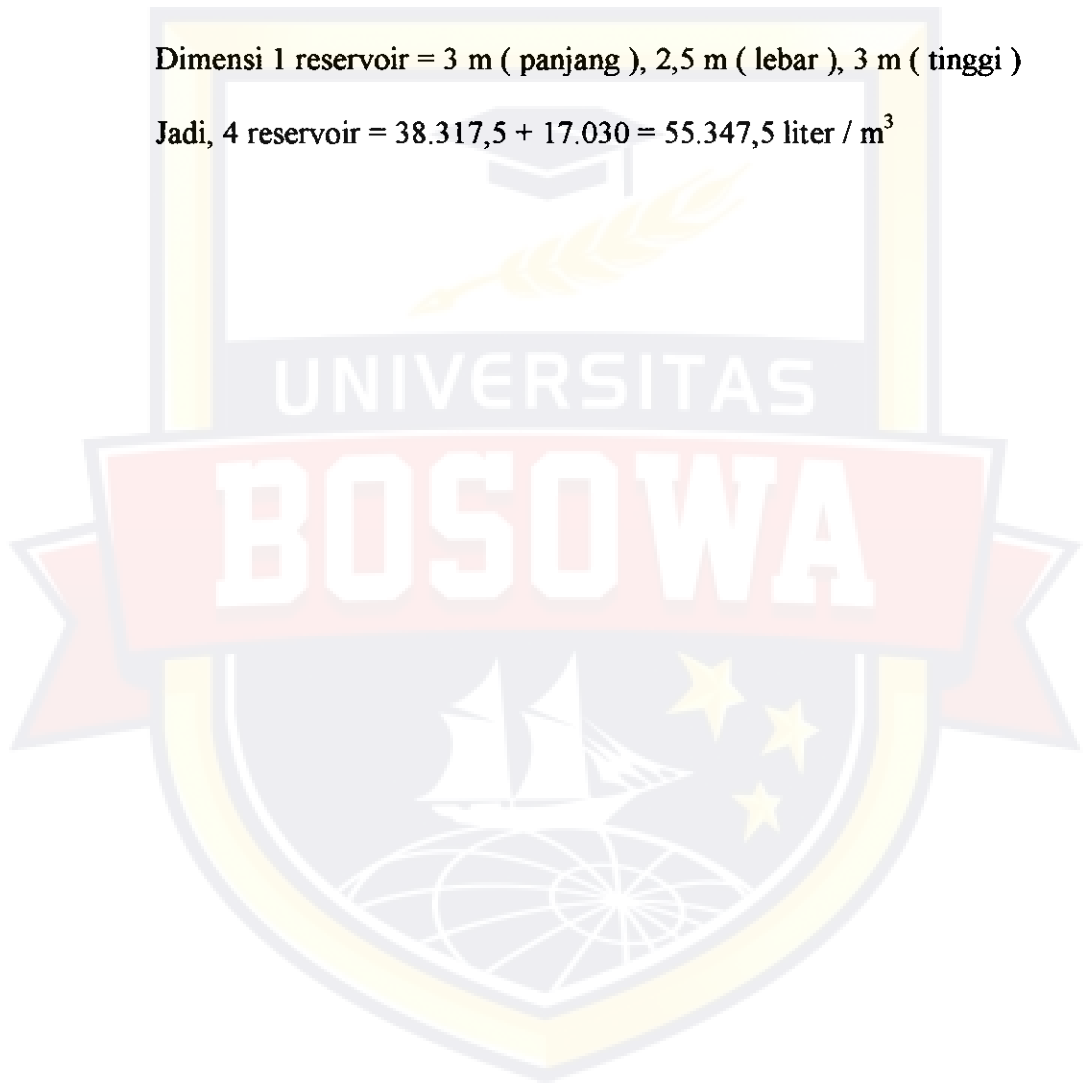 Dimensi 1 reservoir = 3 m ( panjang ), 2,5 m ( lebar ), 3 m ( tinggi )
Jadi, 4 reservoir = 38.317,5 + 17.030 = 55.347,5 liter / m³
UNIVERSITAS
BOSOWA